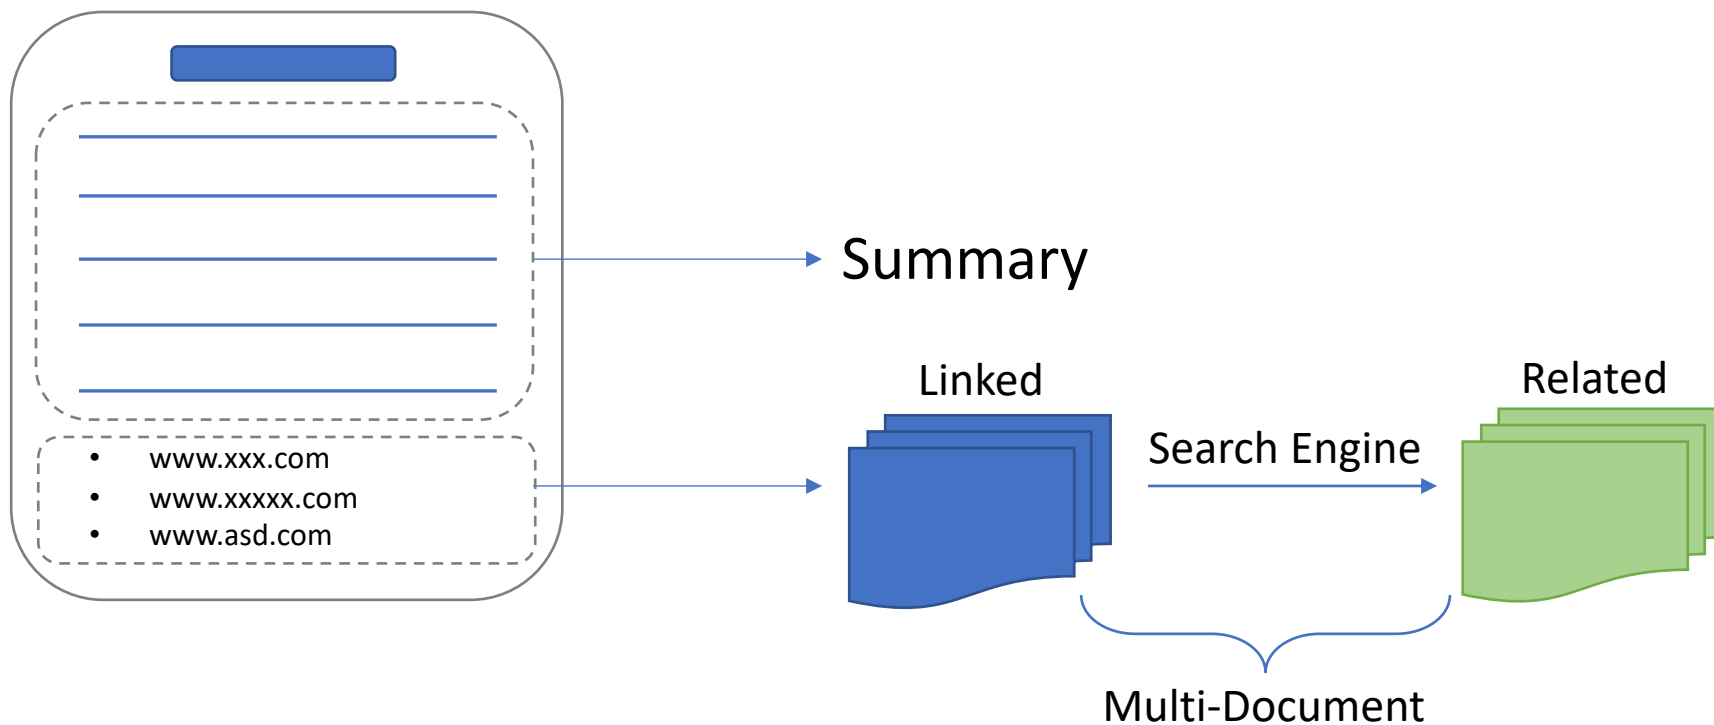 Summary
Linked
Related
Search Engine
• www.xxx.com
• www.xxxxx.com
• www.asd.com
Multi-Document